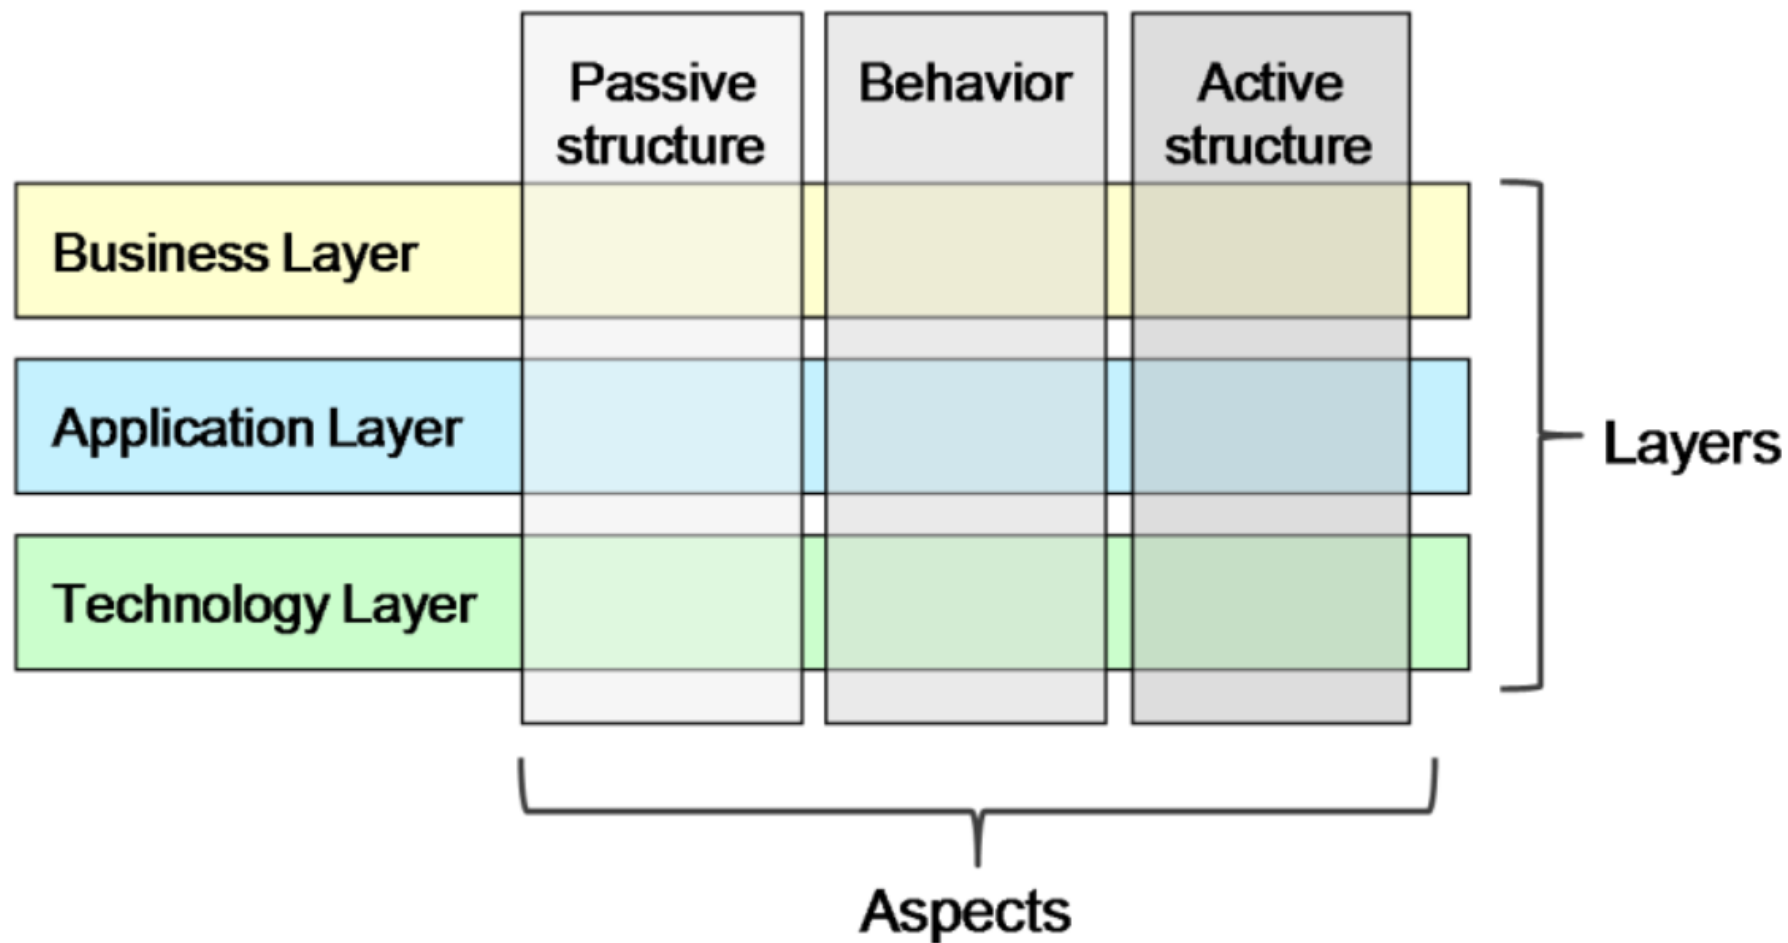 Passive
structure
Behavior
Active
structure
Business Layer
Application Layer
Technology Layer
Layers
Aspects